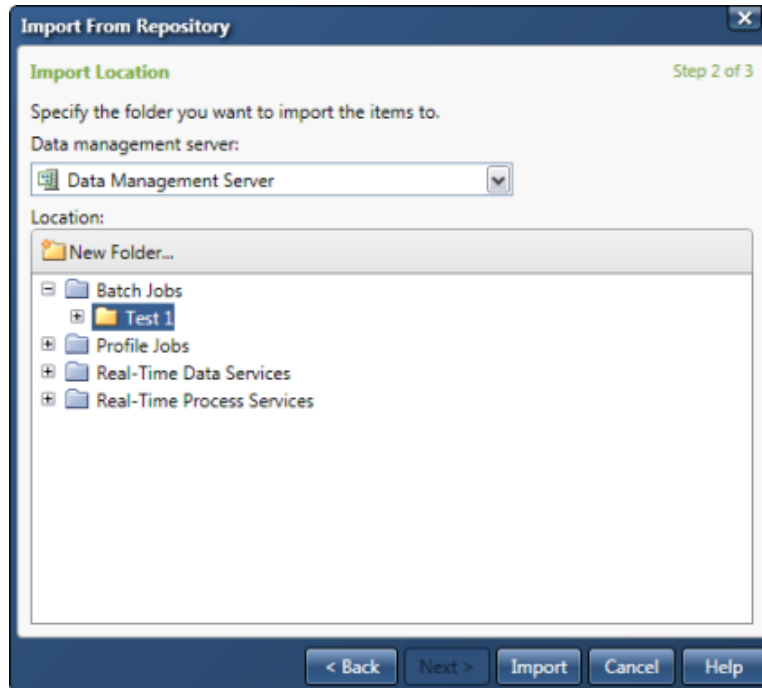 Import From Repository
Import Location
Step 2 of 3
Specify the folder you want to import the items to.
Data management server:
Data Management Server
Location:
New Folder...
Batch Jobs
Test 1
Profile Jobs
Real-Time Data Services
Real-Time Process Services
< Back
Next >
Import
Cancel
Help